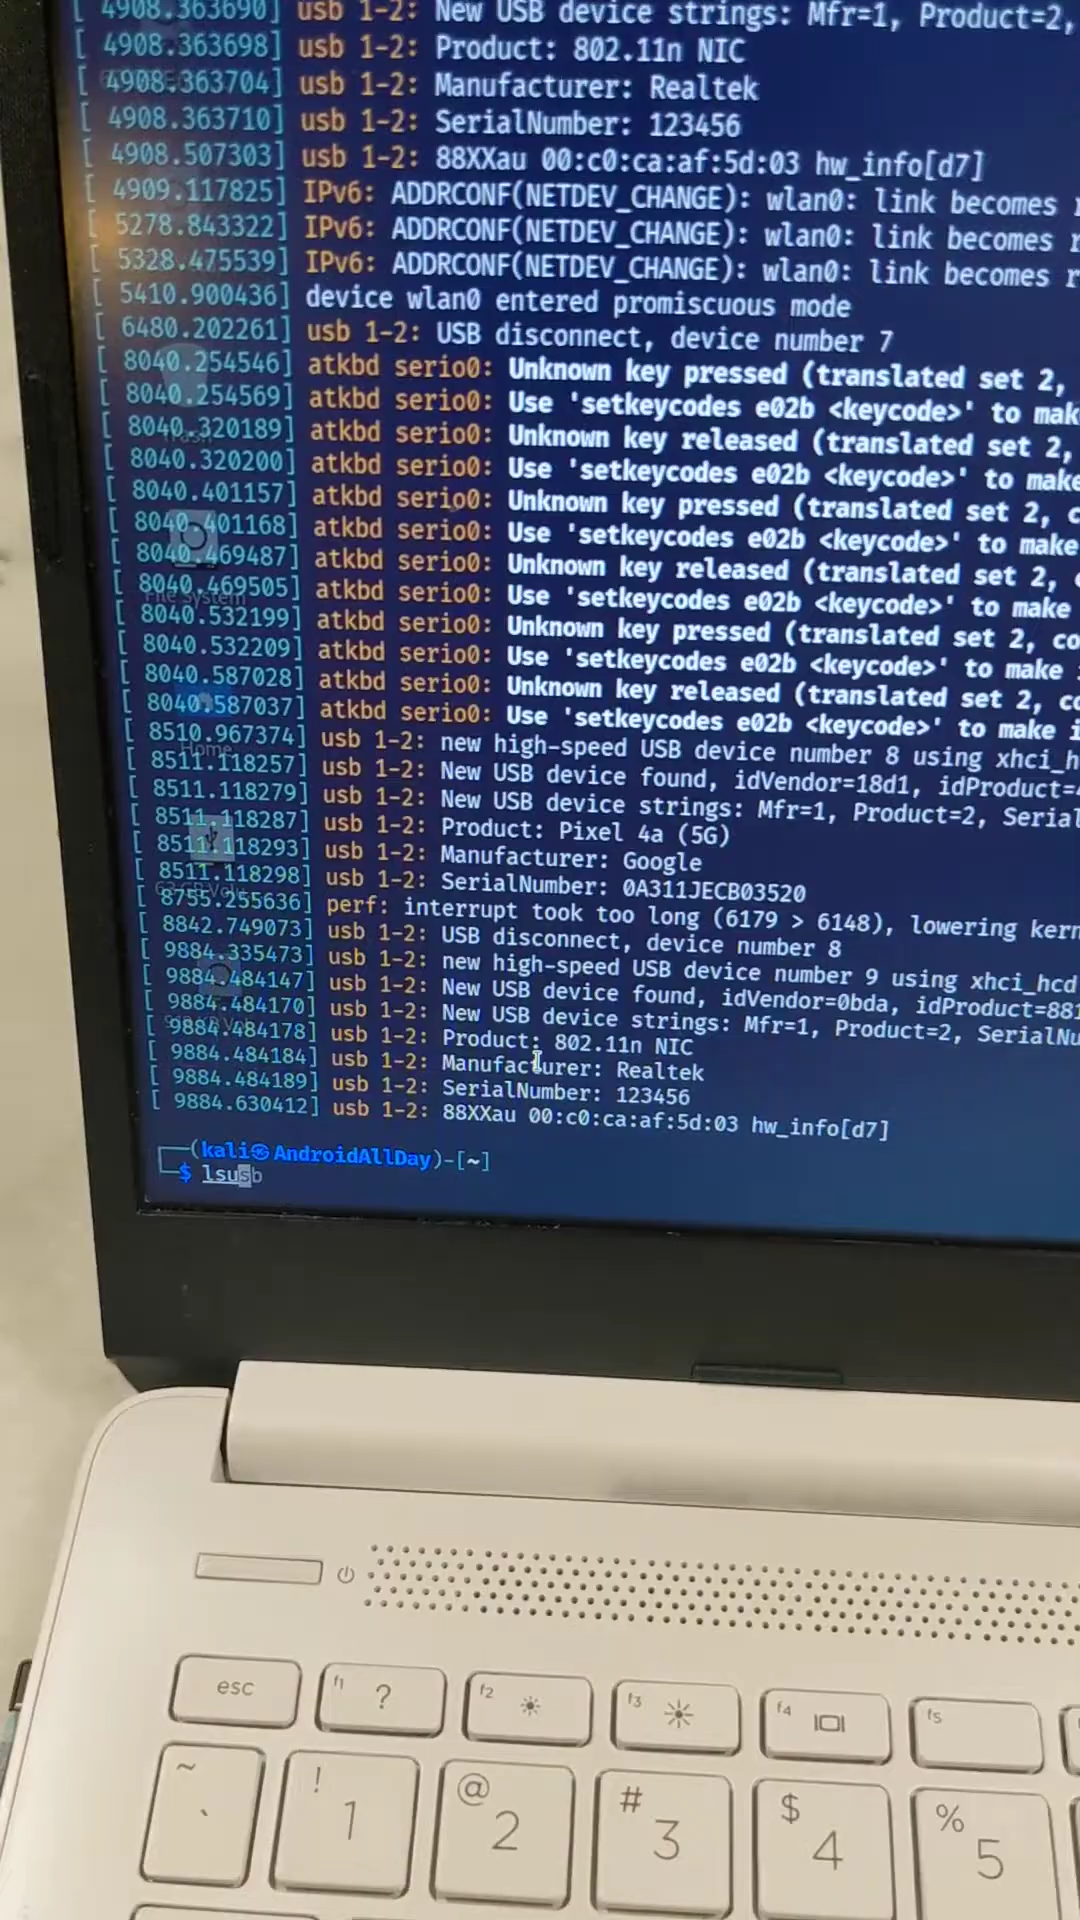 [ 4908.363690] usb 1-2: New USB device strings: Mfr=1, Product=2,
[ 4908.363698] usb 1-2: Product: 802.11n NIC
[ 4908.363704] usb 1-2: Manufacturer: Realtek
[ 4908.363710] usb 1-2: SerialNumber: 123456
[ 4908.507303] usb 1-2: 88XXau 00:c0:ca:af:5d:03 hw_info[d7]
[ 4909.117825] IPv6: ADDRCONF(NETDEV_CHANGE): wlan0: link becomes
[ 5278.843322] IPv6: ADDRCONF(NETDEV_CHANGE): wlan0: link becomes
[ 5328.475539] IPv6: ADDRCONF(NETDEV_CHANGE): wlan0: link becomes
[ 5410.900436] device wlan0 entered promiscuous mode
[ 6480.202261] usb 1-2: USB disconnect, device number 7
[ 8040.254546] atkbd serio0: Unknown key pressed (translated set 2,
[ 8040.254569] atkbd serio0: Use 'setkeycodes e02b <keycode>' to mak
[ 8040.320189] atkbd serio0: Unknown key released (translated set 2,
[ 8040.320200] atkbd serio0: Use 'setkeycodes e02b <keycode>' to make
[ 8040.401157] atkbd serio0: Unknown key pressed (translated set 2, c
[ 8040.401168] atkbd serio0: Use 'setkeycodes e02b <keycode>' to make
[ 8040.469487] atkbd serio0: Unknown key released (translated set 2,
[ 8040.469505] atkbd serio0: Use 'setkeycodes e02b <keycode>' to make
[ 8040.532199] atkbd serio0: Unknown key pressed (translated set 2, co
[ 8040.532209] atkbd serio0: Use 'setkeycodes e02b <keycode>' to make
[ 8040.587028] atkbd serio0: Unknown key released (translated set 2, co
[ 8040.587037] atkbd serio0: Use 'setkeycodes e02b <keycode>' to make i
[ 8510.967374] usb 1-2: new high-speed USB device number 8 using xhci_h
[ 8511.118257] usb 1-2: New USB device found, idVendor=18d1, idProduct=4
[ 8511.118279] usb 1-2: New USB device strings: Mfr=1, Product=2, Serial
[ 8511.118287] usb 1-2: Product: Pixel 4a (5G)
[ 8511.118293] usb 1-2: Manufacturer: Google
[ 8511.118298] usb 1-2: SerialNumber: 0A311JECB03520
[ 8755.255636] perf: interrupt took too long (6179 > 6148), lowering kern
[ 8842.749073] usb 1-2: USB disconnect, device number 8
[ 9884.335473] usb 1-2: new high-speed USB device number 9 using xhci_hcd
[ 9884.484147] usb 1-2: New USB device found, idVendor=0bda, idProduct=881
[ 9884.484170] usb 1-2: New USB device strings: Mfr=1, Product=2, SerialNu
[ 9884.484178] usb 1-2: Product: 802.11n NIC
[ 9884.484184] usb 1-2: Manufacturer: Realtek
[ 9884.484189] usb 1-2: SerialNumber: 123456
[ 9884.630412] usb 1-2: 88XXau 00:c0:ca:af:5d:03 hw_info[d7]
(kali㉿AndroidAllDay)-[~]
$ lsusb
File System
Home
esc
f1 ?
f2
f3
f4
f5
~ `
! 1
@ 2
# 3
$ 4
% 5